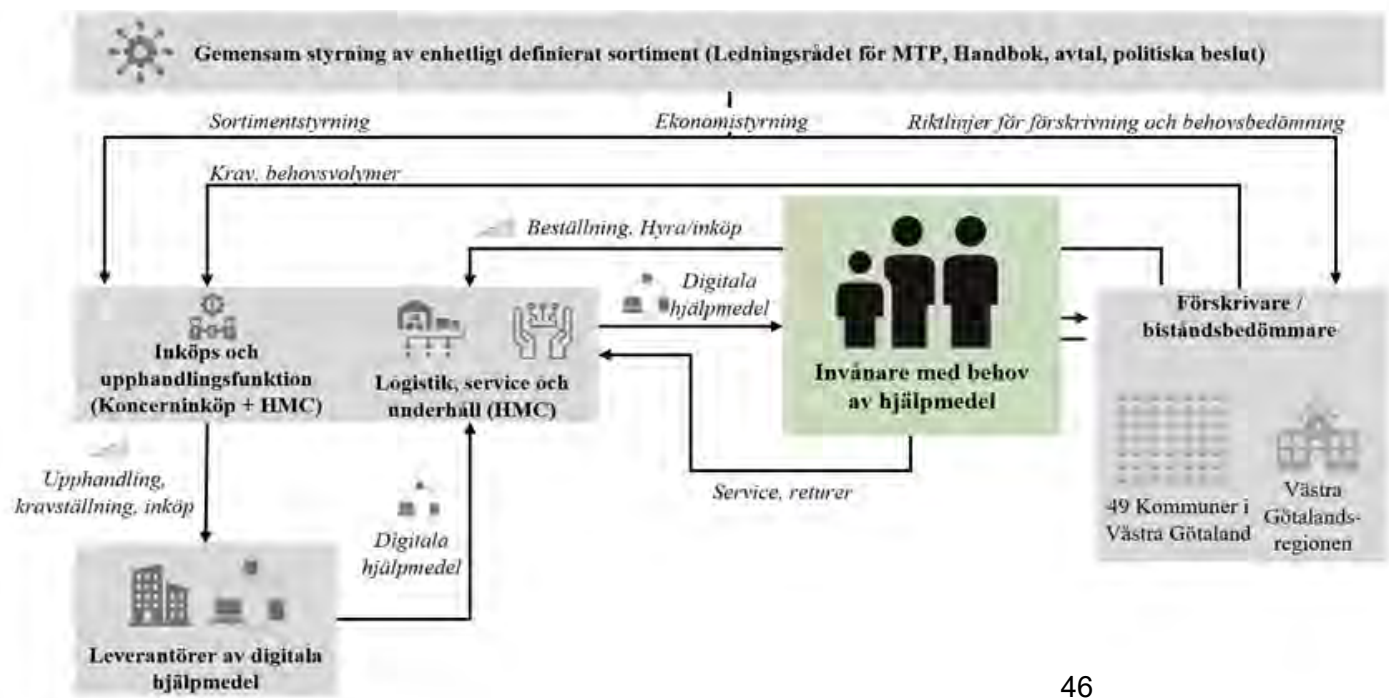 Gemensam styrning av enhetligt definierat sortiment (Ledningsrådet för MTP, Handbok, avtal, politiska beslut)
Sortimentstyrning
Ekonomistyrning
Riktlinjer för förskrivning och behovsbedömning
Krav, behovsvolymer
Beställning, Hyra/inköp
Digitala
hjälpmedel
Inköps och
upphandlingsfunktion
(Koncerninköp + HMC)
Logistik, service och
underhåll (HMC)
Invånare med behov
av hjälpmedel
Förskrivare /
biståndsbedömmare
49 Kommuner i
Västra Götaland
Västra
Götalands-
regionen
Upphandling,
kravställning, inköp
Digitala
hjälpmedel
Service, returer
Leverantörer av digitala
hjälpmedel
46